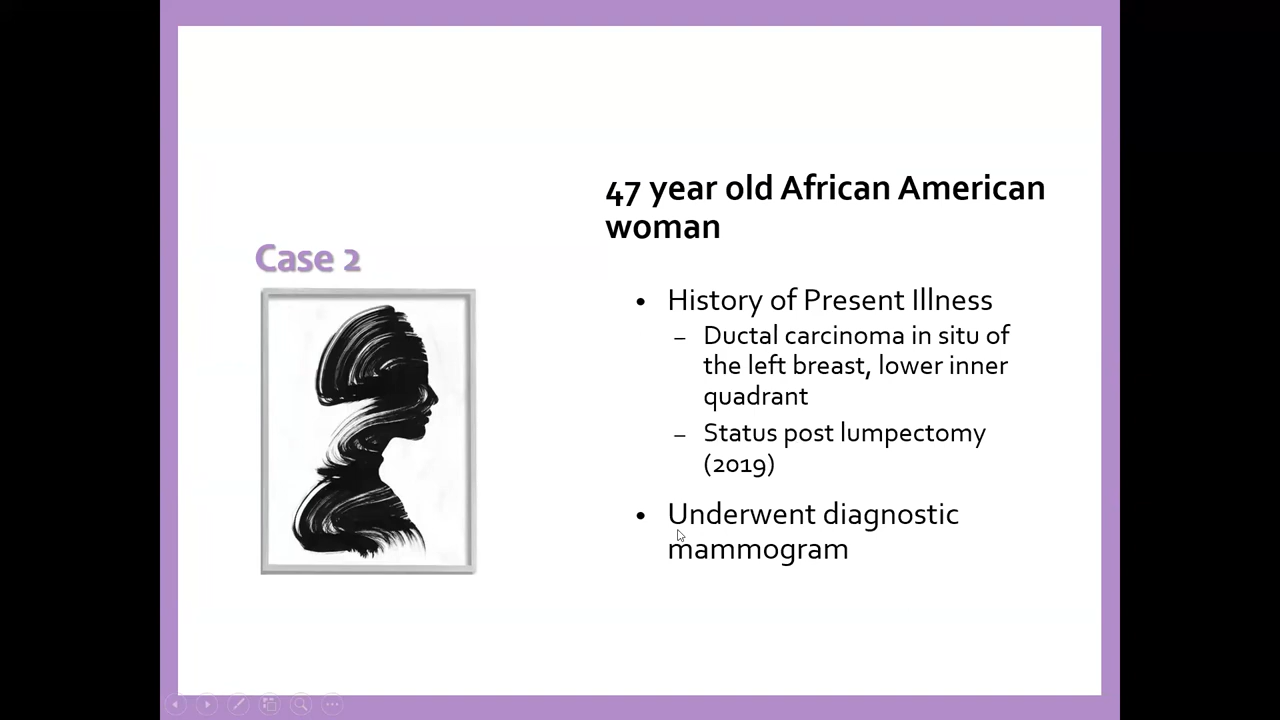 Case 2
47 year old African American
woman
• History of Present Illness
– Ductal carcinoma in situ of
the left breast, lower inner
quadrant
– Status post lumpectomy
(2019)
• Underwent diagnostic
mammogram